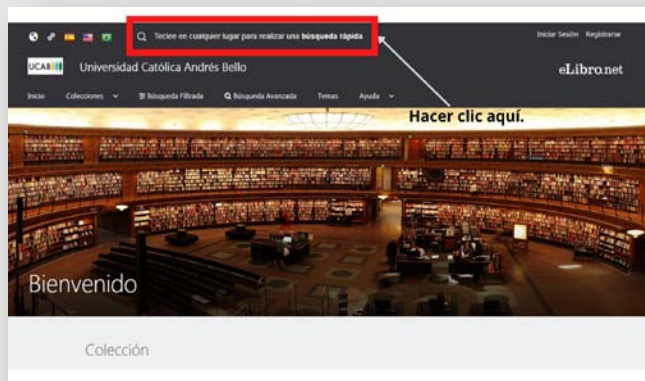 Teclee en cualquier lugar para realizar una búsqueda rápida
Iniciar Sesión Registrarse
UCAB Universidad Católica Andrés Bello
eLibro.net
Inicio Colecciones Búsqueda Filtrada Búsqueda Avanzada Temas Ayuda
Hacer clic aquí.
Bienvenido
Colección